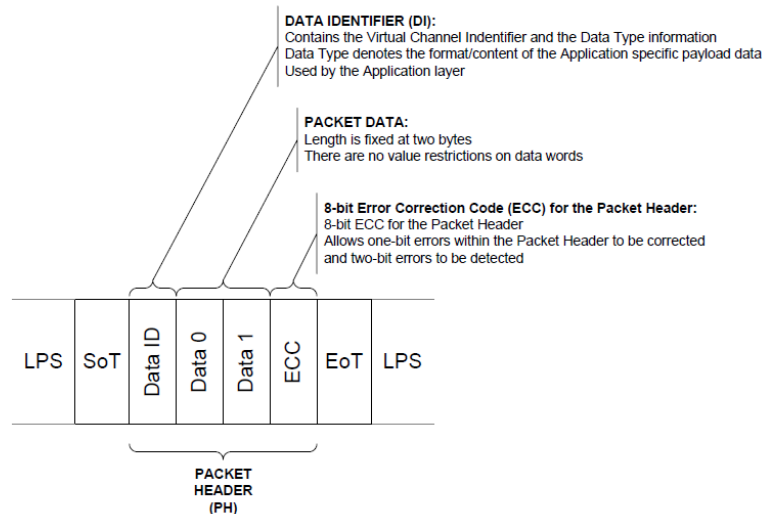 DATA IDENTIFIER (DI):
Contains the Virtual Channel Indentifier and the Data Type information
Data Type denotes the format/content of the Application specific payload data
Used by the Application layer
PACKET DATA:
Length is fixed at two bytes
There are no value restrictions on data words
8-bit Error Correction Code (ECC) for the Packet Header:
8-bit ECC for the Packet Header
Allows one-bit errors within the Packet Header to be corrected
and two-bit errors to be detected
LPS
SoT
Data ID
Data 0
Data 1
ECC
EoT
LPS
PACKET
HEADER
(PH)